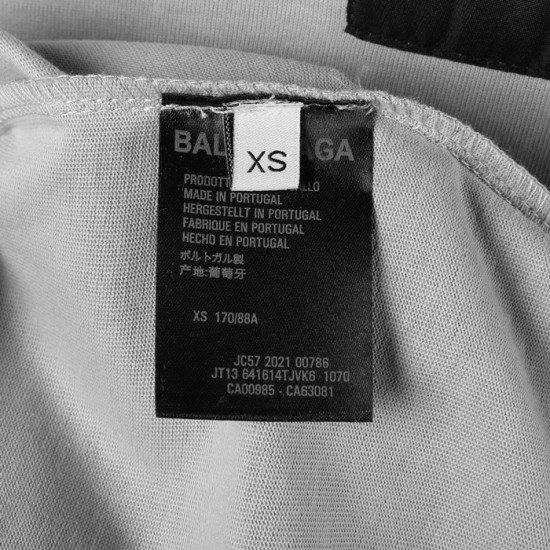 BAL AGA
XS
PRODOTT ALLO
MADE IN PORTUGAL
HERGESTELLT IN PORTUGAL
FABRIQUE EN PORTUGAL
HECHO EN PORTUGAL
ポルトガル製
产地:葡萄牙
XS 170/88A
JC57 2021 00786
JT13 641614TJVK6 1070
CA00985 - CA63081